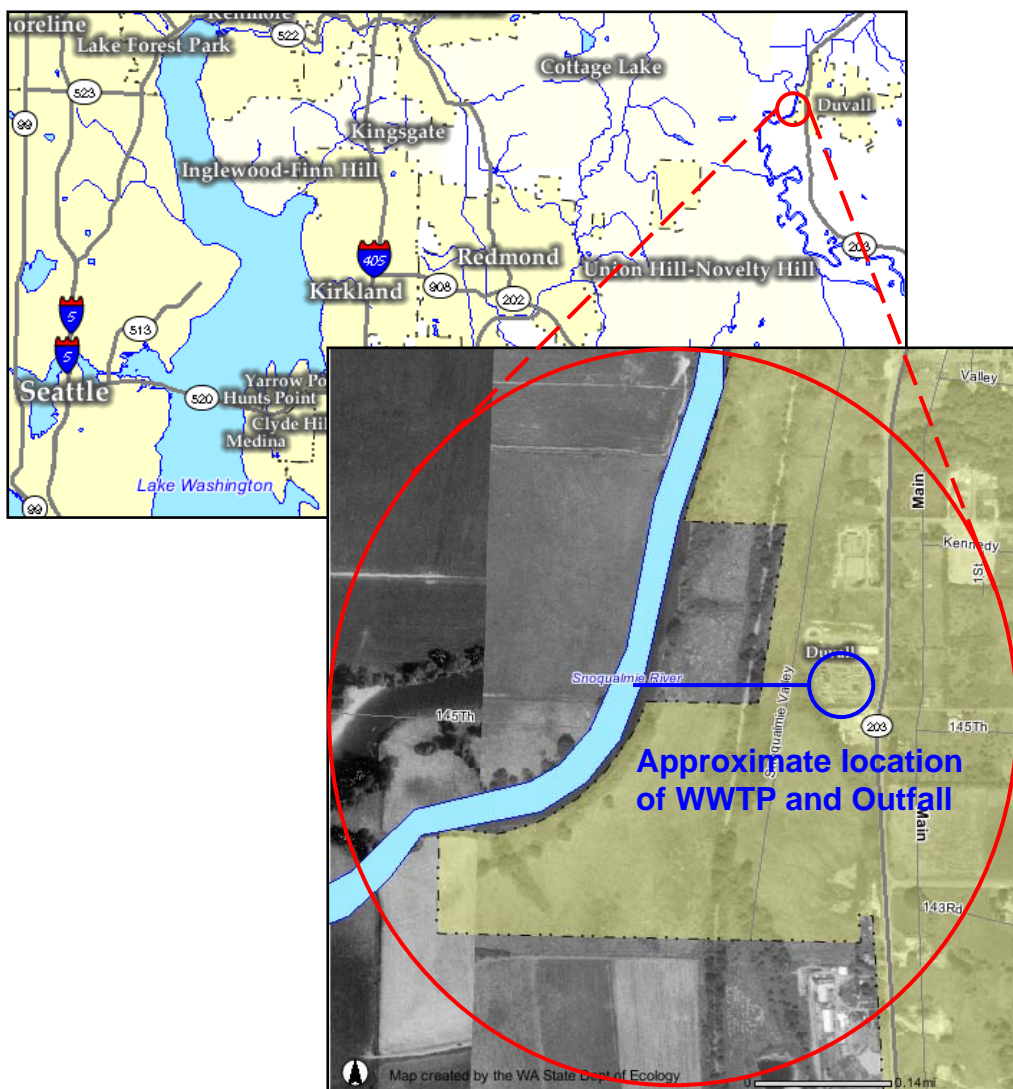 oreline
Kenmore
522
Lake Forest Park
Cottage Lake
523
99
Duvall
Kingsgate
Inglewood-Finn Hill
203
405
Redmond
Union Hill-Novelty Hill
Kirkland
908
202
5
513
5
Seattle
520
Yarrow Po
Hunts Point
Clyde Hil
Medina
Lake Washington
99
Valley
Main
Kennedy
1St
Duvall
Snoqualmie River
145Th
Snoqualmie Valley
203
145Th
Approximate location
of WWTP and Outfall
Main
143Rd
Map created by the WA State Dept of Ecology
0 0.14mi